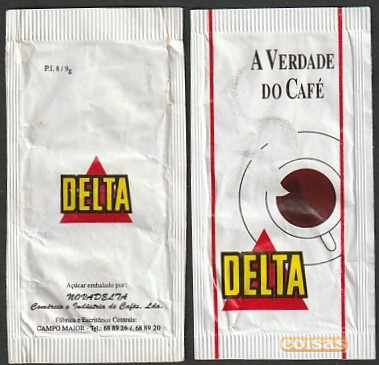 P.I. 8 / 9g
DELTA
Açúcar embalado por:
NOVADELTA
Comércio e Indústria de Cafés, Lda.
Fábrica e Escritórios Centrais:
CAMPO MAIOR - Tel.: 68 89 26 / 68 89 20
A VERDADE
DO CAFÉ
DELTA
coisas